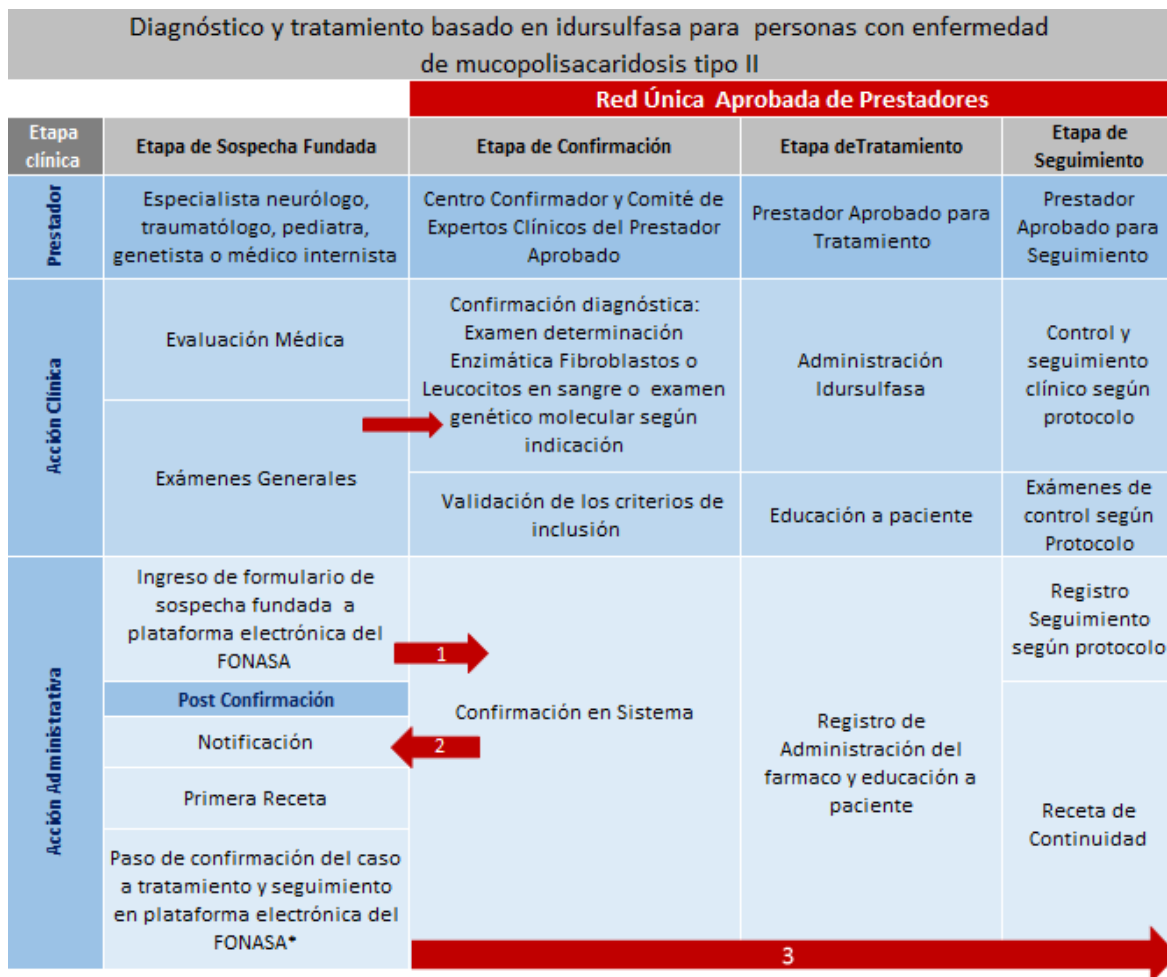 Diagnóstico y tratamiento basado en idursulfasa para personas con enfermedad
de mucopolisacaridosis tipo II
Red Única Aprobada de Prestadores
Etapa
clínica
Etapa de Sospecha Fundada
Etapa de Confirmación
Etapa deTratamiento
Etapa de
Seguimiento
Prestador
Especialista neurólogo,
traumatólogo, pediatra,
genetista o médico internista
Centro Confirmador y Comité de
Expertos Clínicos del Prestador
Aprobado
Prestador Aprobado para
Tratamiento
Prestador
Aprobado para
Seguimiento
Acción Clínica
Evaluación Médica
Exámenes Generales
Confirmación diagnóstica:
Examen determinación
Enzimática Fibroblastos o
Leucocitos en sangre o examen
genético molecular según
indicación
Administración
Idursulfasa
Control y
seguimiento
clínico según
protocolo
Validación de los criterios de
inclusión
Educación a paciente
Exámenes de
control según
Protocolo
Acción Administrativa
Ingreso de formulario de
sospecha fundada a
plataforma electrónica del
FONASA
1
Post Confirmación
Notificación
2
Primera Receta
Paso de confirmación del caso
a tratamiento y seguimiento
en plataforma electrónica del
FONASA*
Confirmación en Sistema
Registro de
Administración del
farmaco y educación a
paciente
Registro
Seguimiento
según protocolo
Receta de
Continuidad
3